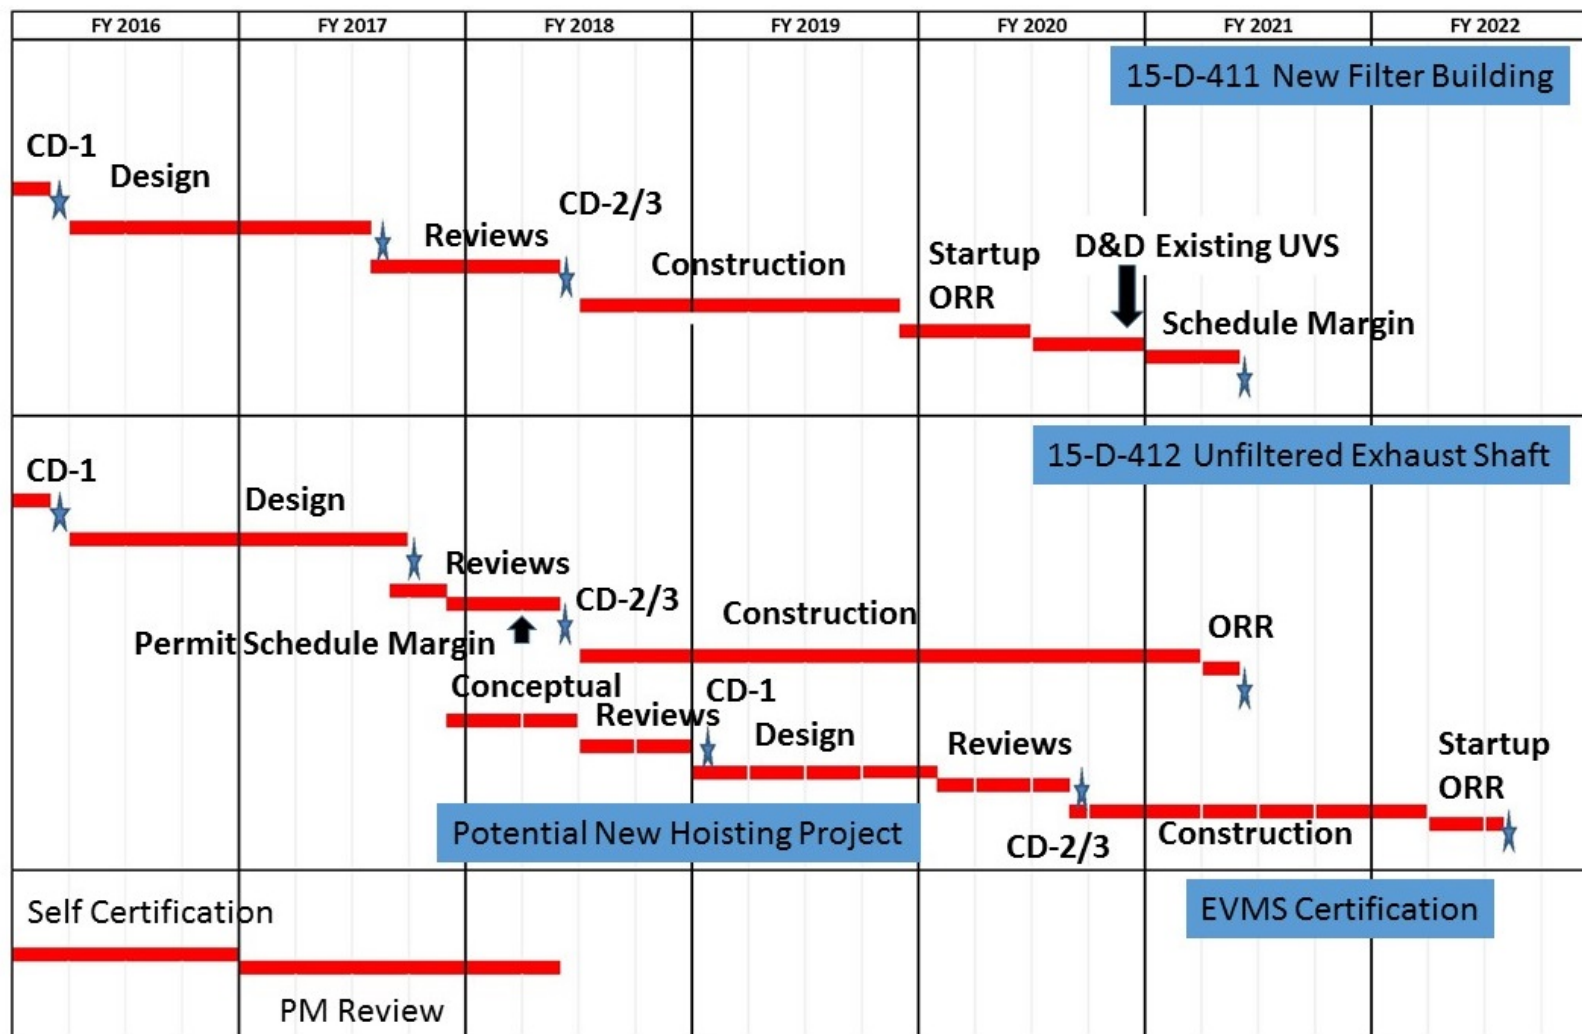 FY 2016 FY 2017 FY 2018 FY 2019 FY 2020 FY 2021 FY 2022
15-D-411 New Filter Building
CD-1
Design
CD-2/3
Reviews
Construction
Startup
ORR
D&D Existing UVS
Schedule Margin
15-D-412 Unfiltered Exhaust Shaft
CD-1
Design
Reviews
CD-2/3
Permit Schedule Margin
Construction
ORR
Conceptual
Reviews
CD-1
Design
Reviews
Startup
ORR
Potential New Hoisting Project
CD-2/3
Construction
EVMS Certification
Self Certification
PM Review